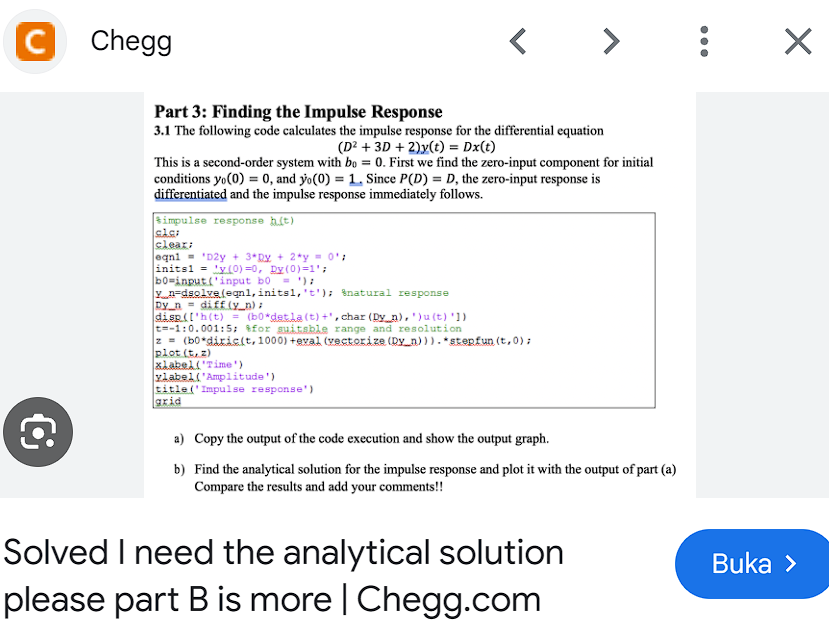 C
Chegg
Part 3: Finding the Impulse Response
3.1 The following code calculates the impulse response for the differential equation
(D² + 3D + 2)y(t) = Dx(t)
This is a second-order system with b₀ = 0. First we find the zero-input component for initial
conditions y₀(0) = 0, and ẏ₀(0) = 1. Since P(D) = D, the zero-input response is
differentiated and the impulse response immediately follows.
%impulse response h(t)
clc;
clear;
eqn1 = 'D2y + 3*Dy + 2*y = 0';
inits1 = 'y(0)=0, Dy(0)=1';
b0=input('input b0 = ');
y_n=dsolve(eqn1,inits1,'t'); %natural response
Dy_n = diff(y_n);
disp(['h(t) = (b0*detla(t)+',char(Dy_n),')u(t)'])
t=-1:0.001:5; %for suitsble range and resolution
z = (b0*diric(t,1000)+eval(vectorize(Dy_n))).*stepfun(t,0);
plot(t,z)
xlabel('Time')
ylabel('Amplitude')
title('Impulse response')
grid
a) Copy the output of the code execution and show the output graph.
b) Find the analytical solution for the impulse response and plot it with the output of part (a)
Compare the results and add your comments!!
Solved I need the analytical solution
please part B is more | Chegg.com
Buka